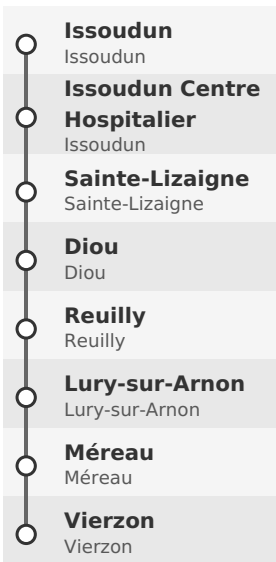 Issoudun
Issoudun
Issoudun Centre
Hospitalier
Issoudun
Sainte-Lizaigne
Sainte-Lizaigne
Diou
Diou
Reuilly
Reuilly
Lury-sur-Arnon
Lury-sur-Arnon
Méreau
Méreau
Vierzon
Vierzon